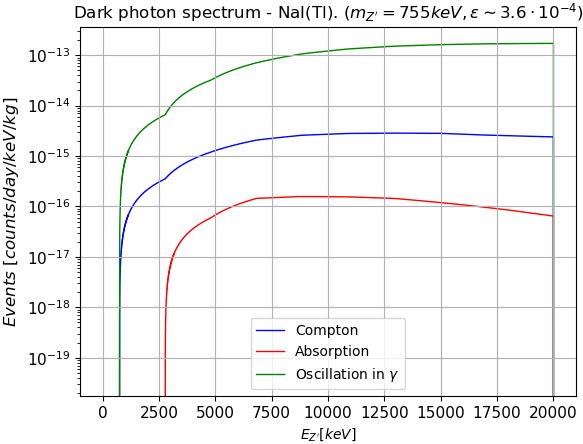 Dark photon spectrum - NaI(Tl). (m_{Z'} = 755keV, ε ~ 3.6 · 10⁻⁴)
Events [counts/day/keV/kg]
10⁻¹³
10⁻¹⁴
10⁻¹⁵
10⁻¹⁶
10⁻¹⁷
10⁻¹⁸
10⁻¹⁹
Compton
Absorption
Oscillation in γ
0 2500 5000 7500 10000 12500 15000 17500 20000
E_{Z'}[keV]